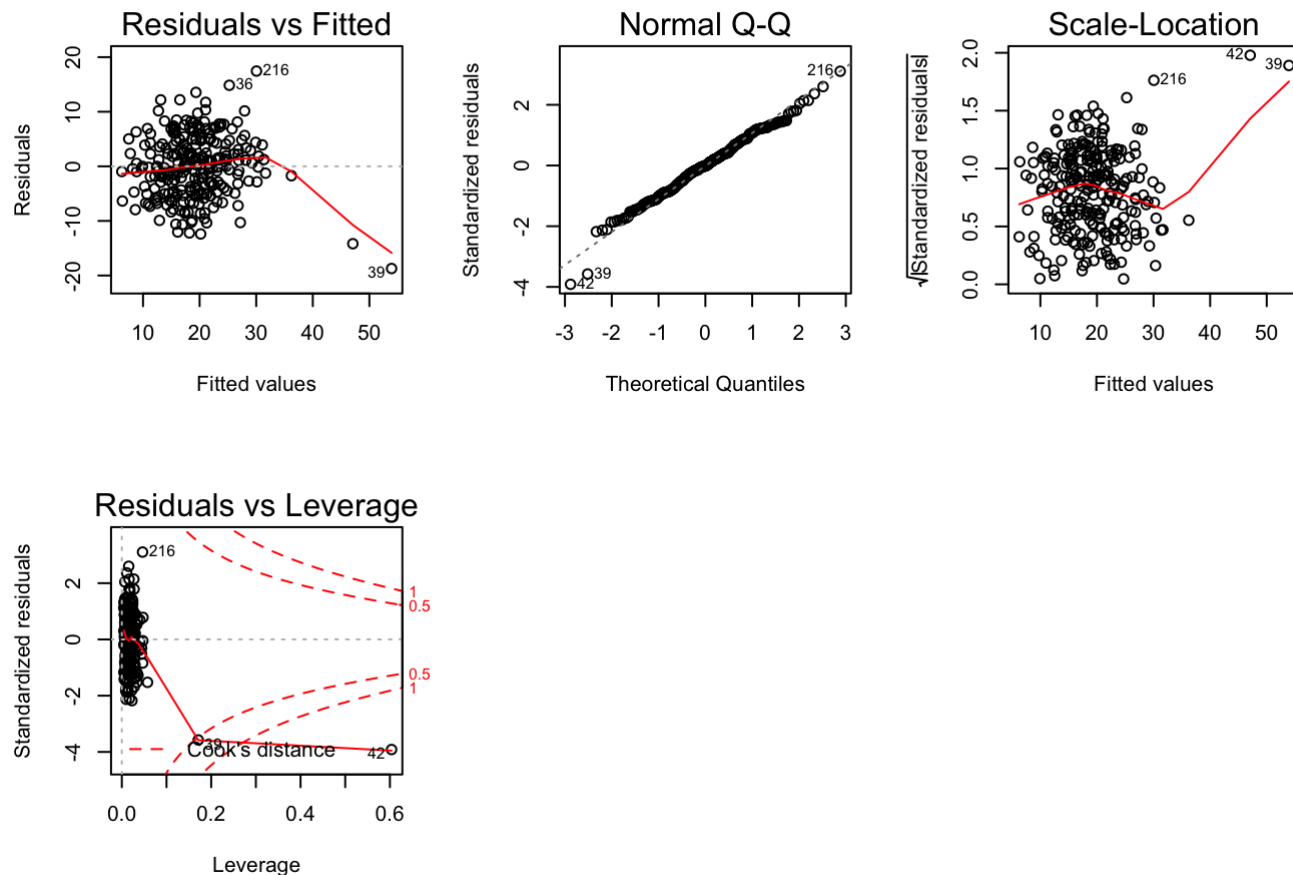 Residuals vs Fitted
Residuals
20
10
0
-10
-20
216
36
39
10 20 30 40 50
Fitted values
Normal Q-Q
Standardized residuals
2
0
-2
-4
216
39
42
-3 -2 -1 0 1 2 3
Theoretical Quantiles
Scale-Location
√|Standardized residuals|
2.0
1.5
1.0
0.5
0.0
42
39
216
10 20 30 40 50
Fitted values
Residuals vs Leverage
Standardized residuals
2
0
-2
-4
216
1
0.5
0.5
1
39
Cook's distance
42
0.0 0.2 0.4 0.6
Leverage